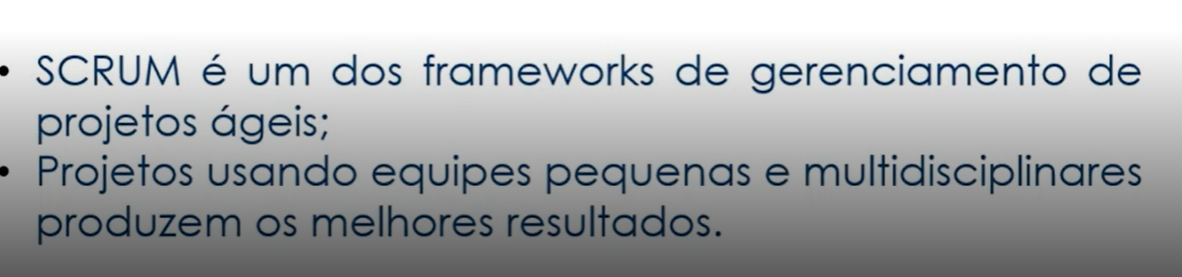 • SCRUM é um dos frameworks de gerenciamento de
projetos ágeis;
• Projetos usando equipes pequenas e multidisciplinares
produzem os melhores resultados.